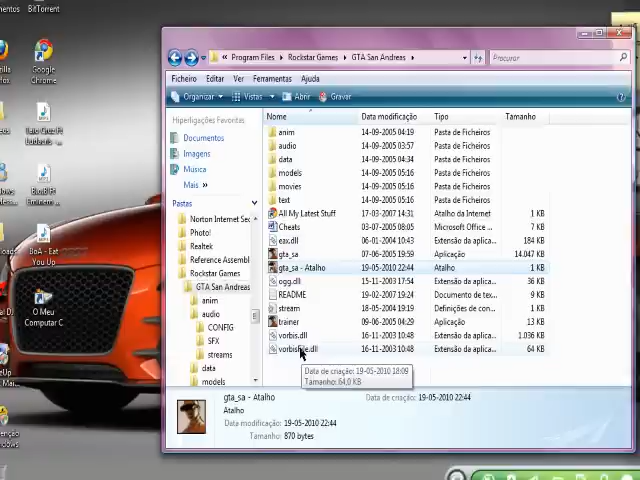 BitTorrent
Google
Chrome
BoA - Eat
You Up
O Meu
Computar C
Program Files
Rockstar Games
GTA San Andreas
Procurar
Ficheiro Editar Ver Ferramentas Ajuda
Organizar Vistas Abrir Gravar
Hiperligações Favoritas
Documentos
Imagens
Música
Mais »
Pastas
Norton Internet Sec
Photo!
Realtek
Reference Assembl
Rockstar Games
GTA San Andreas
anim
audio
CONFIG
SFX
streams
data
models
Nome Data modificação Tipo Tamanho
anim 14-09-2005 04:19 Pasta de Ficheiros
audio 14-09-2005 03:57 Pasta de Ficheiros
data 14-09-2005 04:34 Pasta de Ficheiros
models 14-09-2005 05:16 Pasta de Ficheiros
movies 14-09-2005 05:16 Pasta de Ficheiros
text 14-09-2005 05:16 Pasta de Ficheiros
All My Latest Stuff 17-03-2007 14:31 Atalho da Internet 1 KB
Cheats 03-07-2005 08:05 Microsoft Office ... 7 KB
eax.dll 06-01-2004 10:43 Extensão da aplica... 184 KB
gta_sa 07-06-2005 19:59 Aplicação 14.047 KB
gta_sa - Atalho 19-05-2010 22:44 Atalho 1 KB
ogg.dll 15-11-2003 17:54 Extensão da aplica... 36 KB
README 19-02-2007 19:24 Documento de tex... 9 KB
stream 18-05-2004 19:19 Definições de con... 1 KB
trainer 09-06-2005 04:29 Aplicação 13 KB
vorbis.dll 16-11-2003 10:48 Extensão da aplica... 1.036 KB
vorbisfile.dll 16-11-2003 10:48 Extensão da aplica... 64 KB
Data de criação: 19-05-2010 18:09
Tamanho: 64,0 KB
gta_sa - Atalho Data de criação: 19-05-2010 22:44
Atalho
Data modificação: 19-05-2010 22:44
Tamanho: 870 bytes